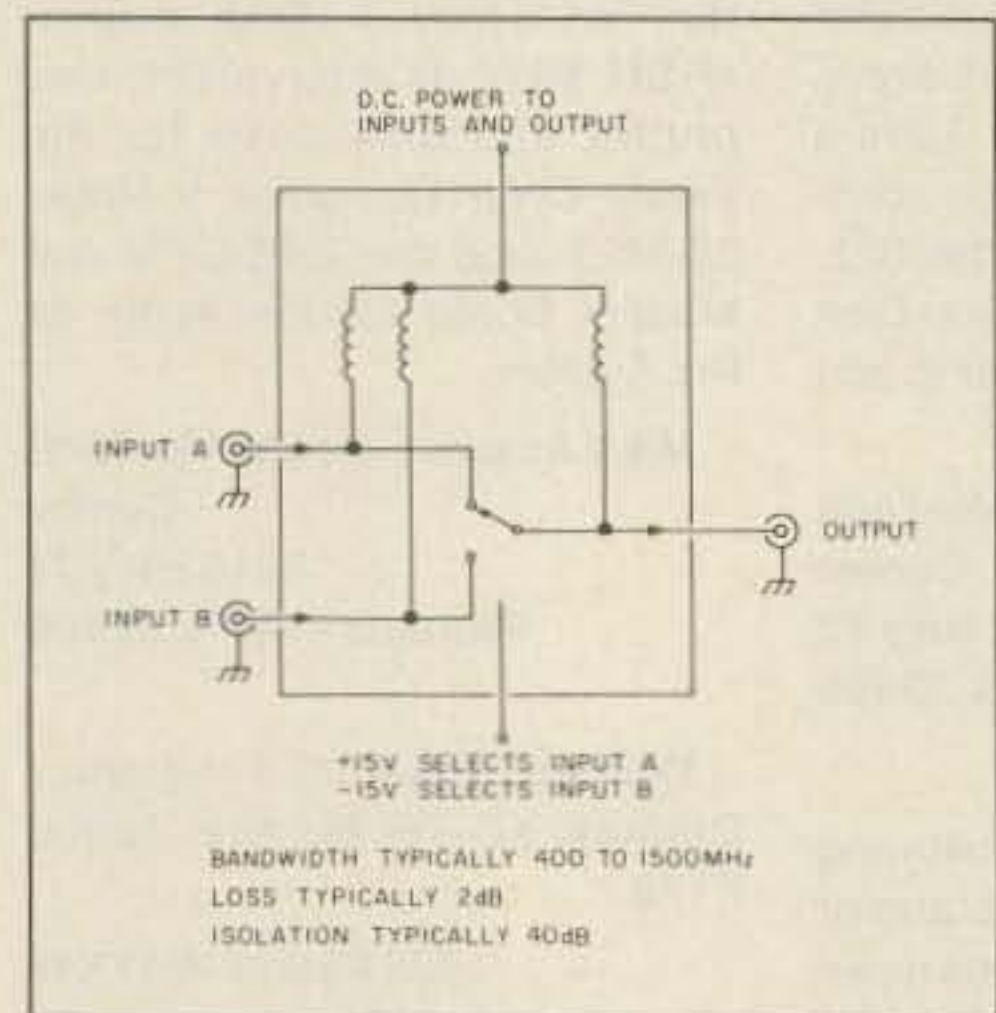 D.C. POWER TO
INPUTS AND OUTPUT
INPUT A
OUTPUT
INPUT B
+15V SELECTS INPUT A
-15V SELECTS INPUT B
BANDWIDTH TYPICALLY 400 TO 1500MHz
LOSS TYPICALLY 2dB
ISOLATION TYPICALLY 40dB